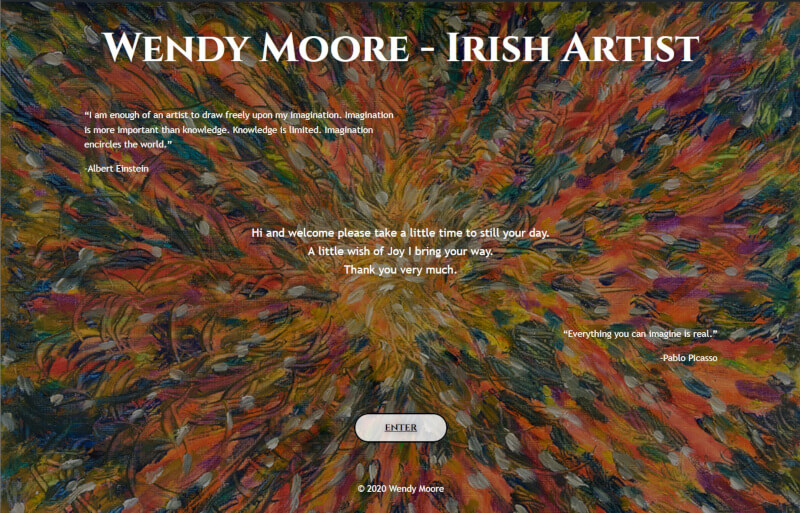 Wendy Moore - Irish Artist
“I am enough of an artist to draw freely upon my imagination. Imagination
is more important than knowledge. Knowledge is limited. Imagination
encircles the world.”
-Albert Einstein
Hi and welcome please take a little time to still your day.
A little wish of Joy I bring your way.
Thank you very much.
“Everything you can imagine is real.”
-Pablo Picasso
ENTER
© 2020 Wendy Moore